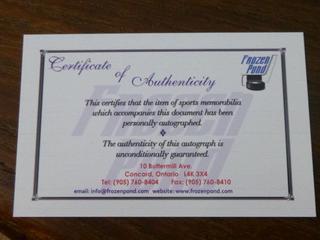 Certificate of Authenticity
Frozen
Pond
This certifies that the item of sports memorabilia
which accompanies this document has been
personally autographed.
The authenticity of this autograph is
unconditionally guaranteed.
10 Buttermill Ave.
Concord, Ontario L4K 3X4
Tel: (905) 760-8404 Fax: (905) 760-8410
email: info@frozenpond.com website: www.frozenpond.com
Frozen
Pond